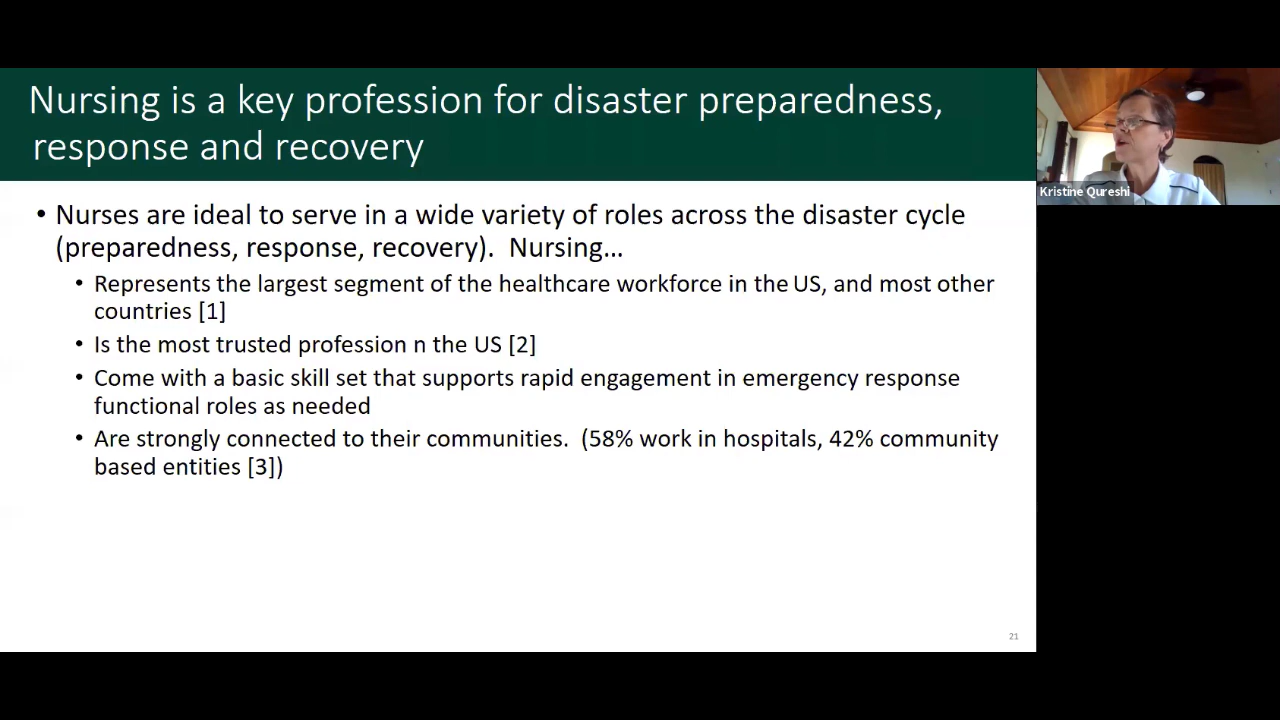 Nursing is a key profession for disaster preparedness,
response and recovery
Kristine Qureshi
• Nurses are ideal to serve in a wide variety of roles across the disaster cycle
(preparedness, response, recovery).  Nursing…
• Represents the largest segment of the healthcare workforce in the US, and most other
countries [1]
• Is the most trusted profession n the US [2]
• Come with a basic skill set that supports rapid engagement in emergency response
functional roles as needed
• Are strongly connected to their communities.  (58% work in hospitals, 42% community
based entities [3])
21